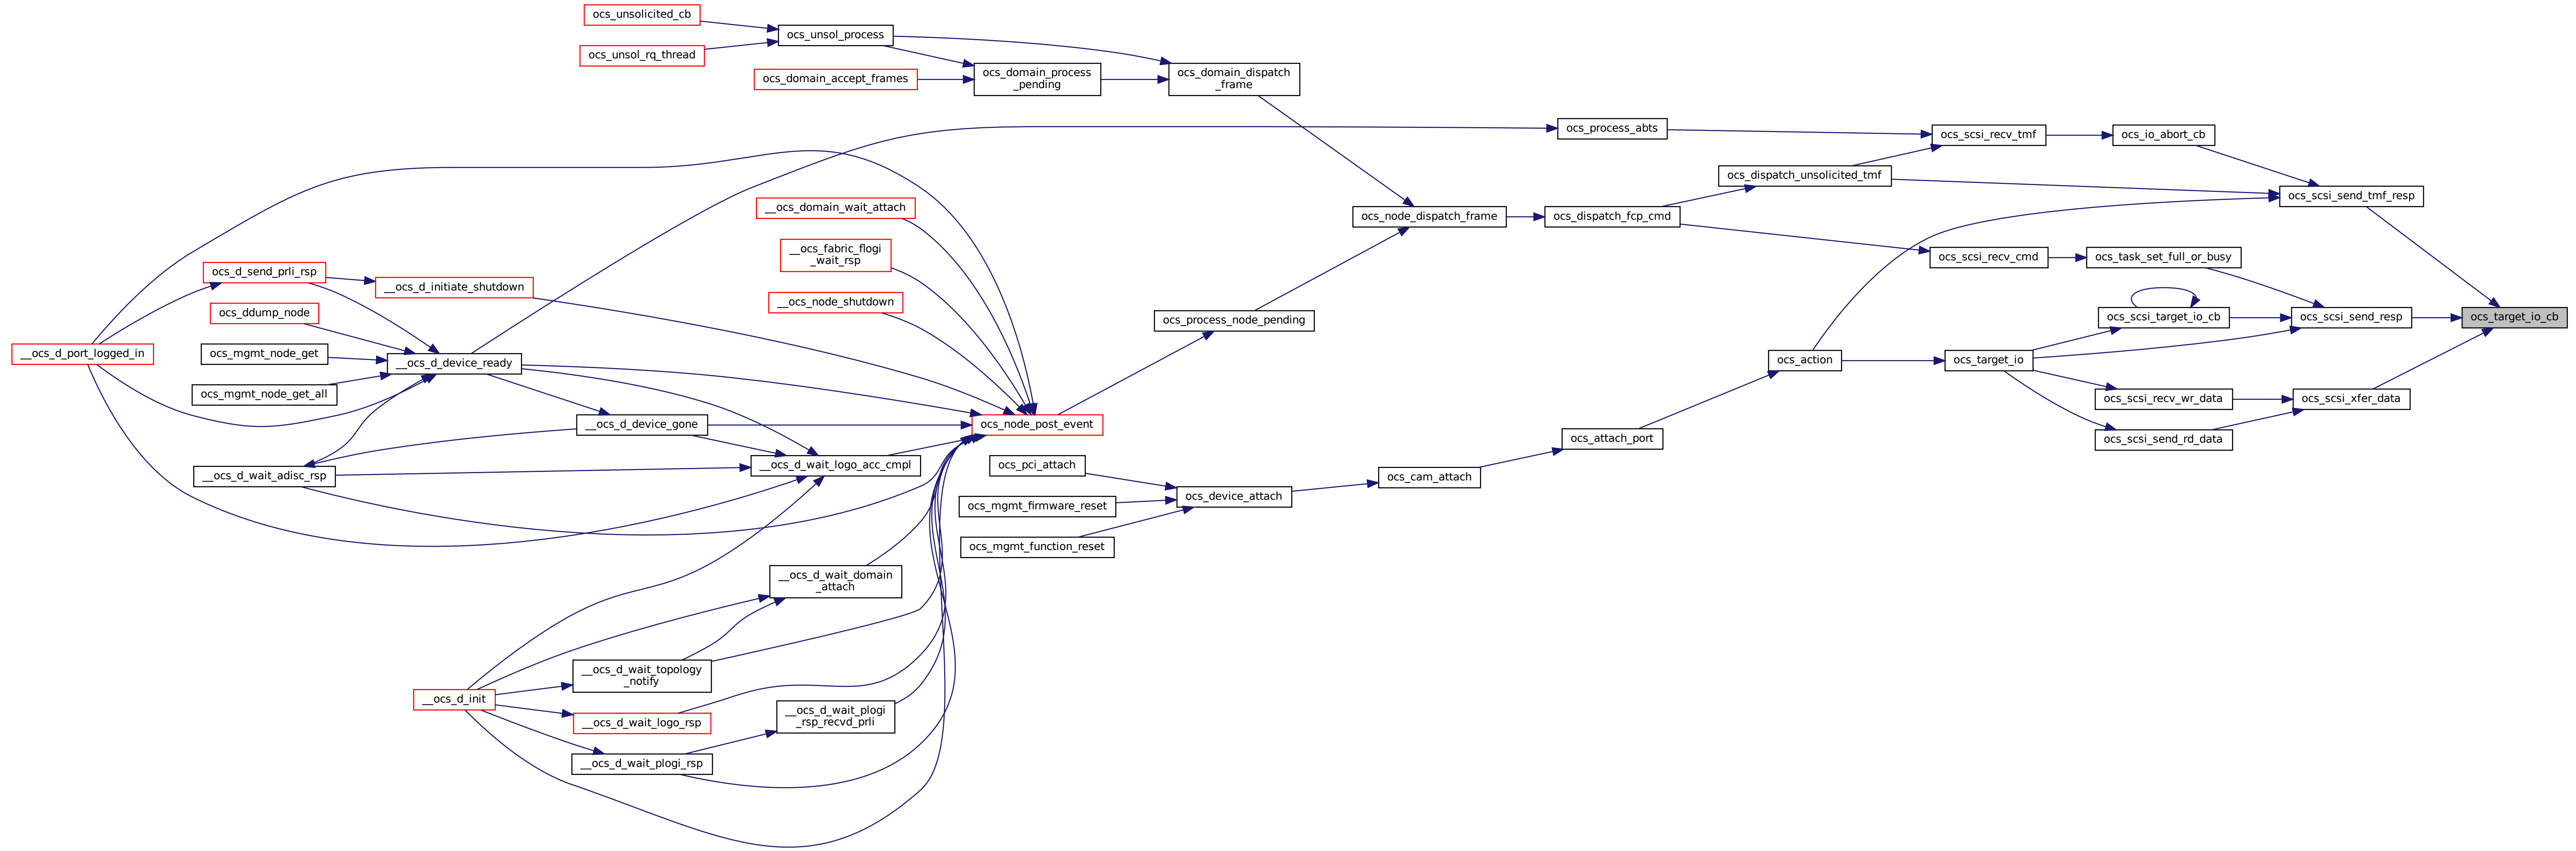 ocs_unsolicited_cb
ocs_unsol_process
ocs_unsol_rq_thread
ocs_domain_accept_frames
ocs_domain_process
_pending
ocs_domain_dispatch
_frame
ocs_process_abts
ocs_scsi_recv_tmf
ocs_io_abort_cb
ocs_dispatch_unsolicited_tmf
ocs_scsi_send_tmf_resp
__ocs_domain_wait_attach
ocs_node_dispatch_frame
ocs_dispatch_fcp_cmd
__ocs_fabric_flogi
_wait_rsp
ocs_scsi_recv_cmd
ocs_task_set_full_or_busy
ocs_d_send_prli_rsp
__ocs_d_initiate_shutdown
__ocs_node_shutdown
ocs_ddump_node
ocs_process_node_pending
ocs_scsi_target_io_cb
ocs_scsi_send_resp
ocs_target_io_cb
__ocs_d_port_logged_in
ocs_mgmt_node_get
__ocs_d_device_ready
ocs_action
ocs_target_io
ocs_mgmt_node_get_all
ocs_scsi_recv_wr_data
ocs_scsi_xfer_data
__ocs_d_device_gone
ocs_node_post_event
ocs_attach_port
ocs_scsi_send_rd_data
__ocs_d_wait_adisc_rsp
__ocs_d_wait_logo_acc_cmpl
ocs_pci_attach
ocs_cam_attach
ocs_mgmt_firmware_reset
ocs_device_attach
ocs_mgmt_function_reset
__ocs_d_wait_domain
_attach
__ocs_d_wait_topology
_notify
__ocs_d_init
__ocs_d_wait_logo_rsp
__ocs_d_wait_plogi
_rsp_recvd_prli
__ocs_d_wait_plogi_rsp